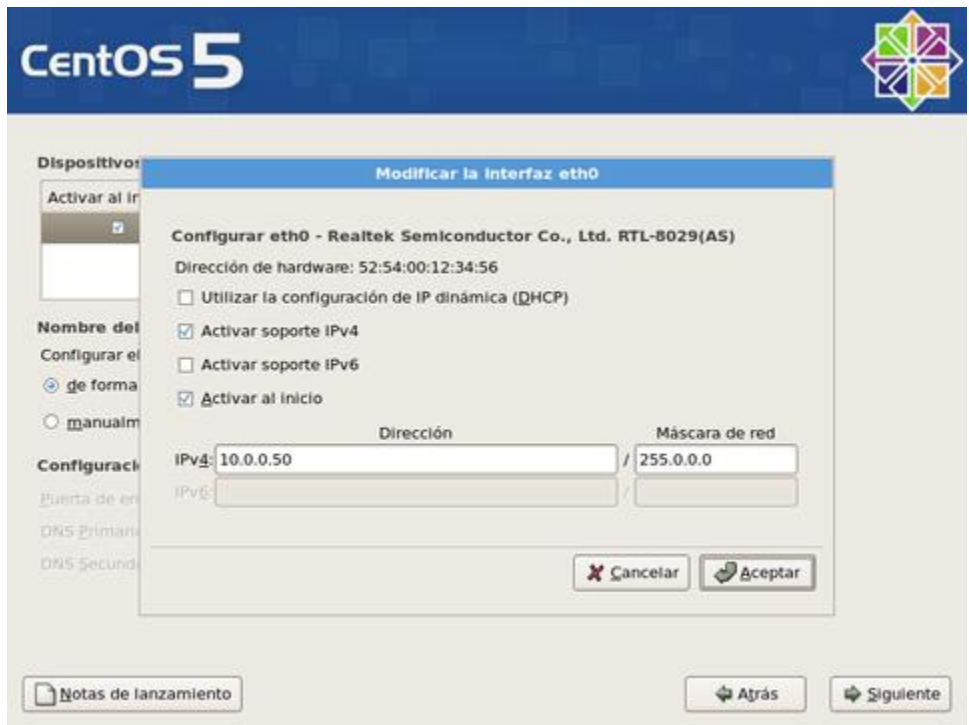 CentOS 5
Dispositivos
Modificar la interfaz eth0
Activar al in
Configurar eth0 - Realtek Semiconductor Co., Ltd. RTL-8029(AS)
Dirección de hardware: 52:54:00:12:34:56
Utilizar la configuración de IP dinámica (DHCP)
Nombre del
Activar soporte IPv4
Configurar el
Activar soporte IPv6
de forma
Activar al inicio
manualm
Dirección Máscara de red
Configuraci
IPv4: 10.0.0.50 / 255.0.0.0
Puerta de en
IPv6: /
DNS Primari
DNS Secund
Cancelar Aceptar
Notas de lanzamiento Atrás Siguiente